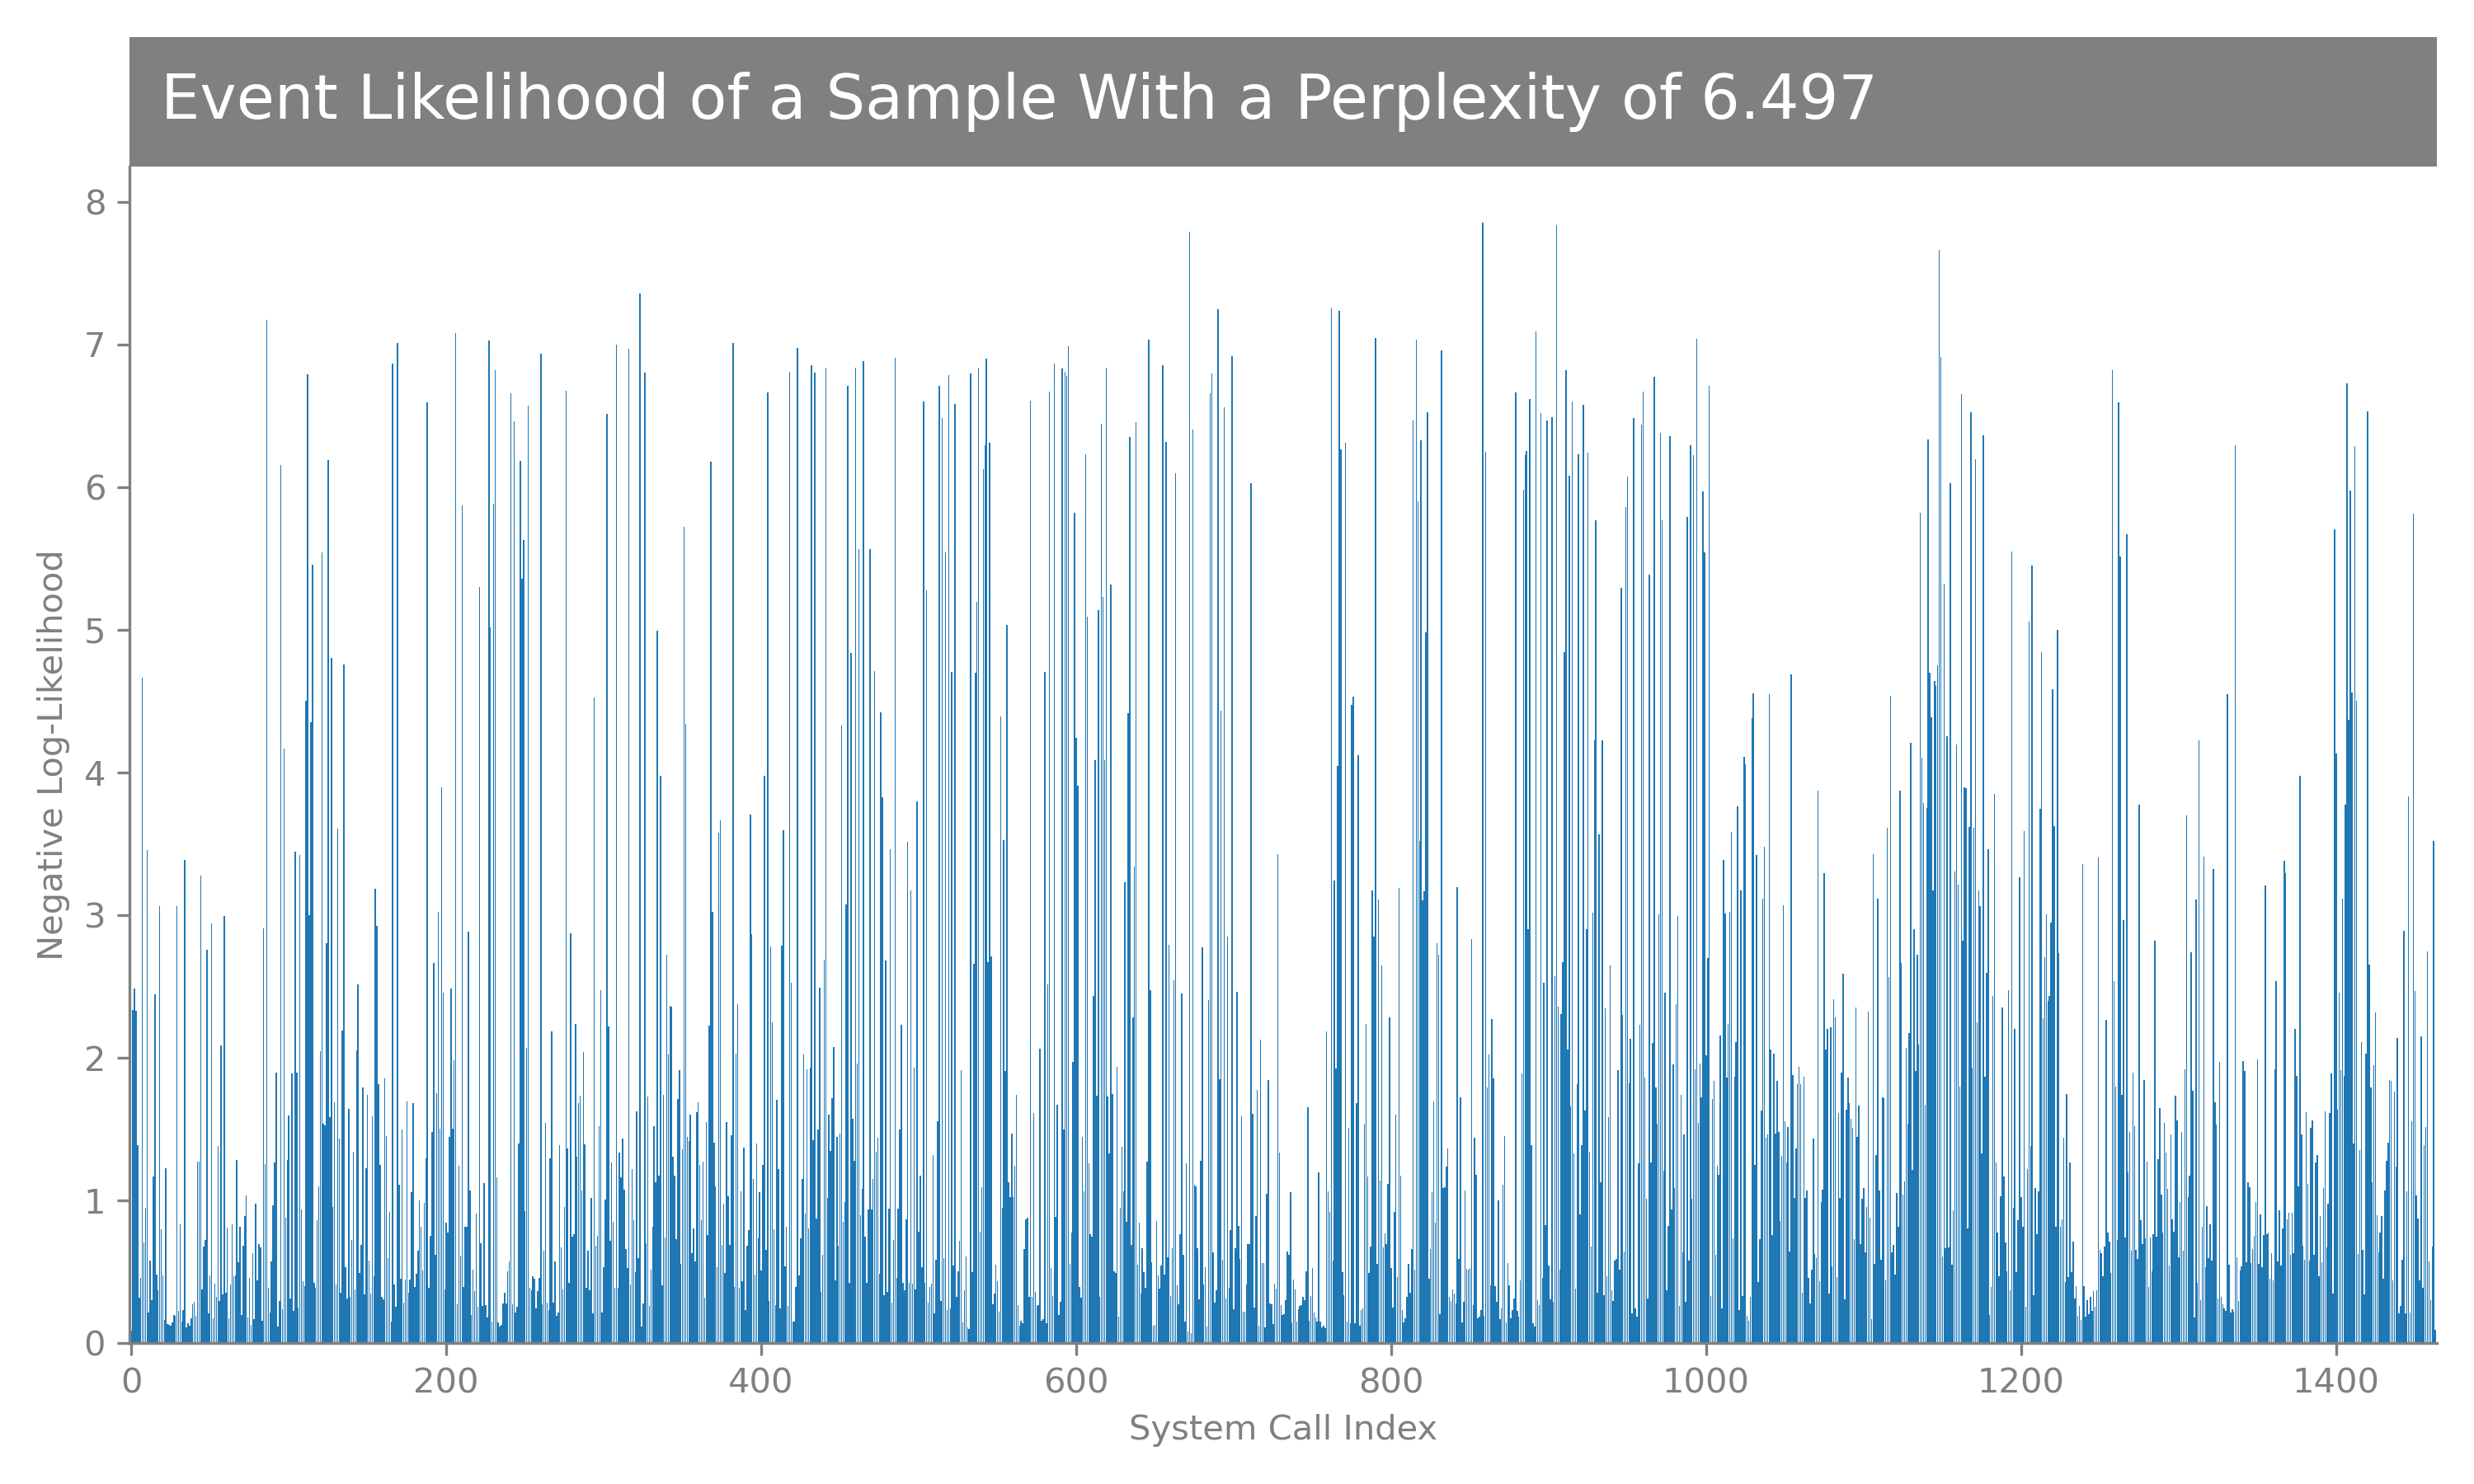 Event Likelihood of a Sample With a Perplexity of 6.497
8
7
6
5
4
3
2
1
0
Negative Log-Likelihood
0 200 400 600 800 1000 1200 1400
System Call Index